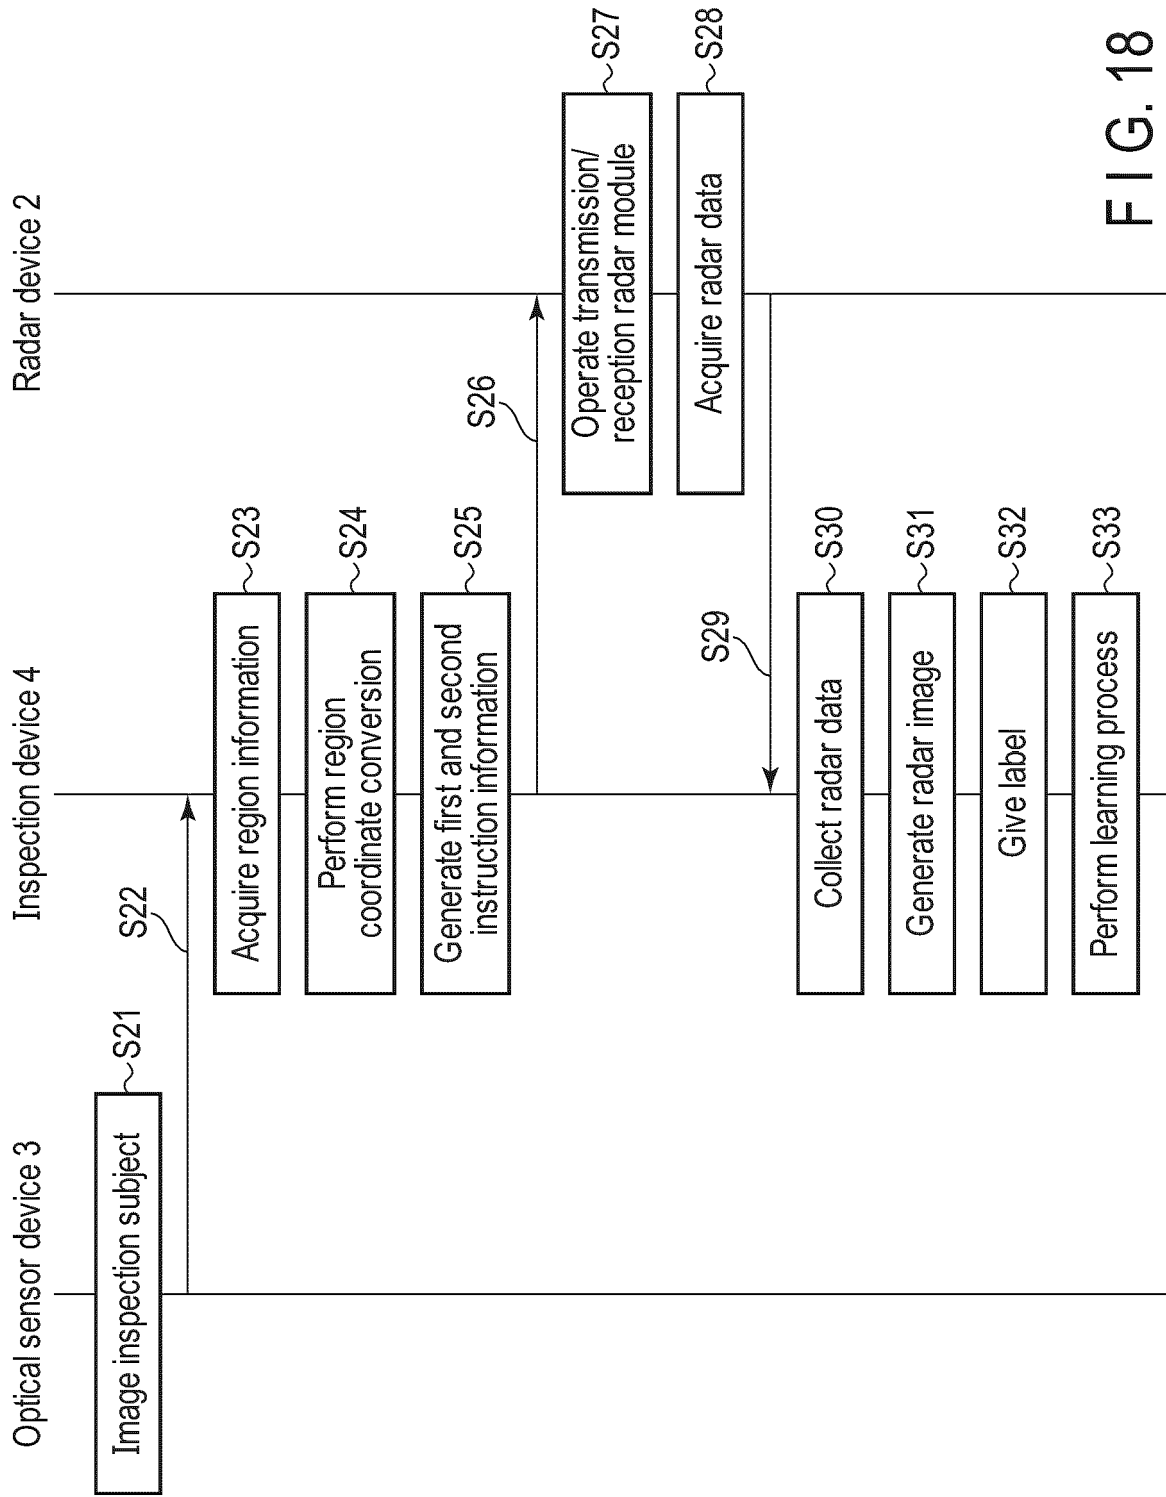 Optical sensor device 3
Inspection device 4
Radar device 2
Image inspection subject
S21
S22
Acquire region information
S23
Perform region
coordinate conversion
S24
Generate first and second
instruction information
S25
S26
Operate transmission/
reception radar module
S27
Acquire radar data
S28
S29
Collect radar data
S30
Generate radar image
S31
Give label
S32
Perform learning process
S33
FIG. 18